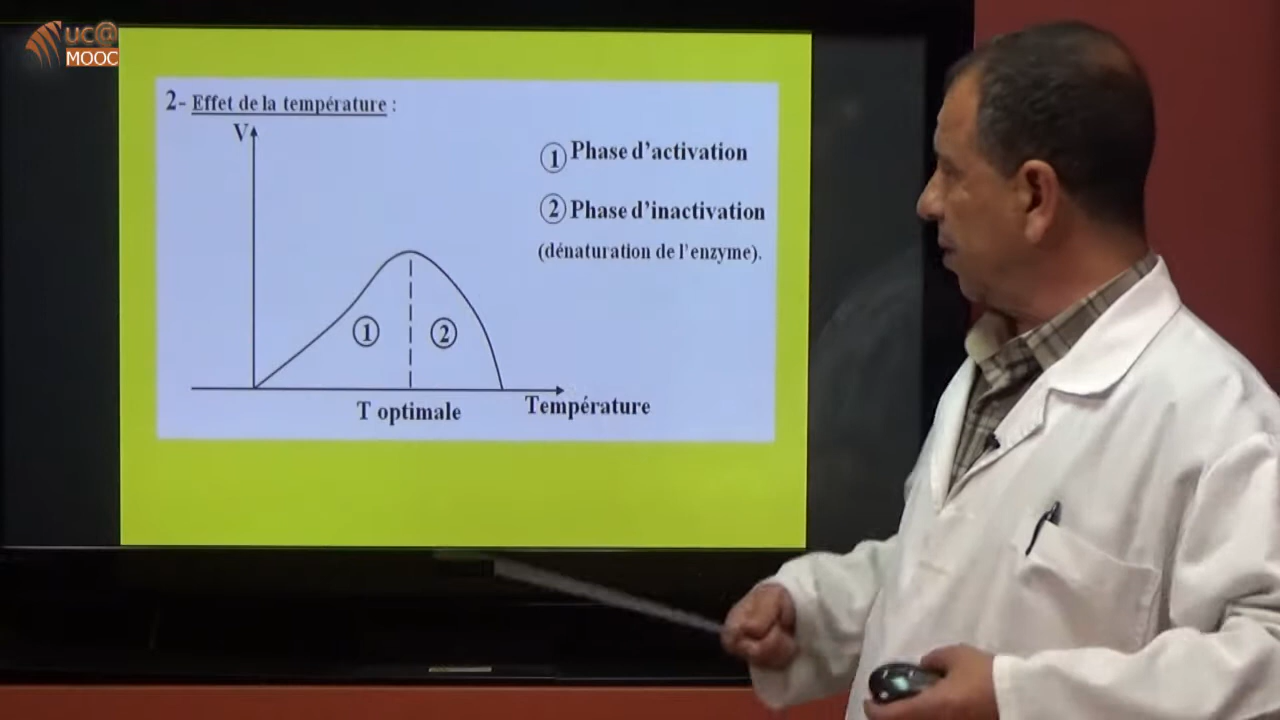 UC@
MOOC
2- Effet de la température :
V
① Phase d'activation
② Phase d'inactivation
(dénaturation de l'enzyme).
① ②
T optimale
Température